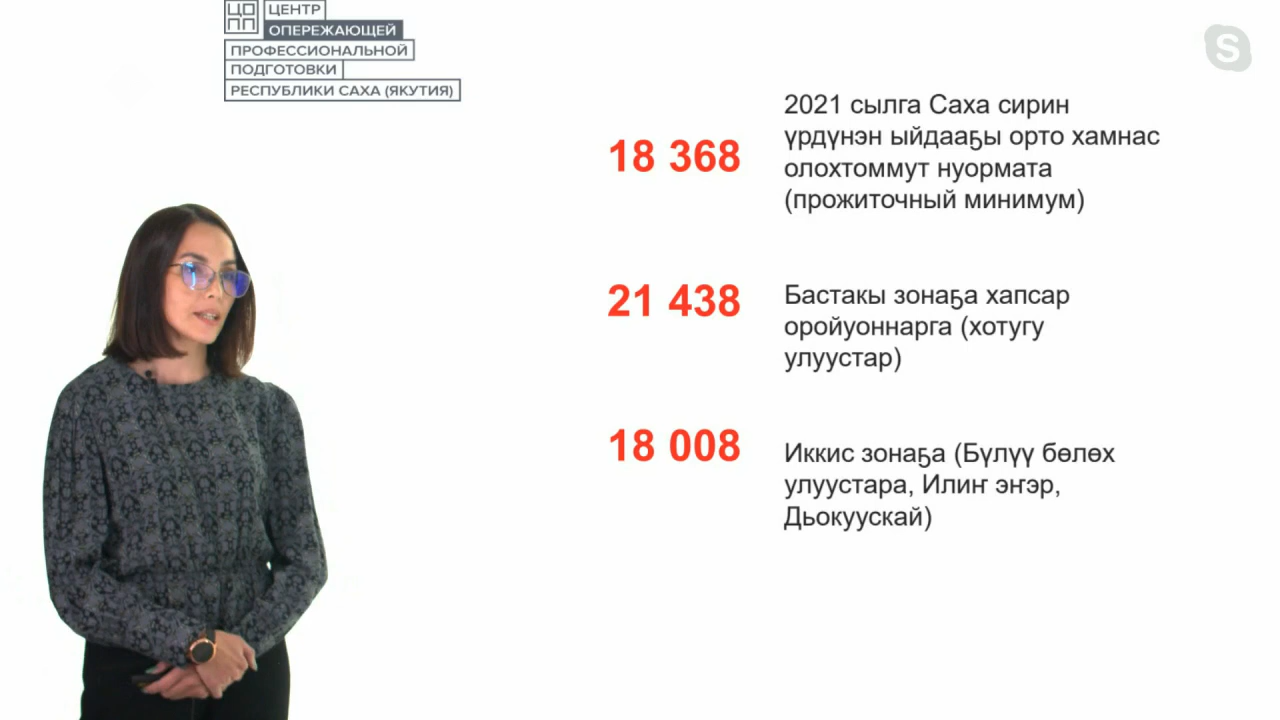 ЦО
ПП
ЦЕНТР
ОПЕРЕЖАЮЩЕЙ
ПРОФЕССИОНАЛЬНОЙ
ПОДГОТОВКИ
РЕСПУБЛИКИ САХА (ЯКУТИЯ)
S
18 368
2021 сылга Саха сирин
үрдүнэн ыйдааҕы орто хамнас
олохтоммут нуормата
(прожиточный минимум)
21 438
Бастакы зонаҕа хапсар
оройуоннарга (хотугу
улуустар)
18 008
Иккис зонаҕа (Бүлүү бөлөх
улуустара, Илиҥ эҥэр,
Дьокуускай)